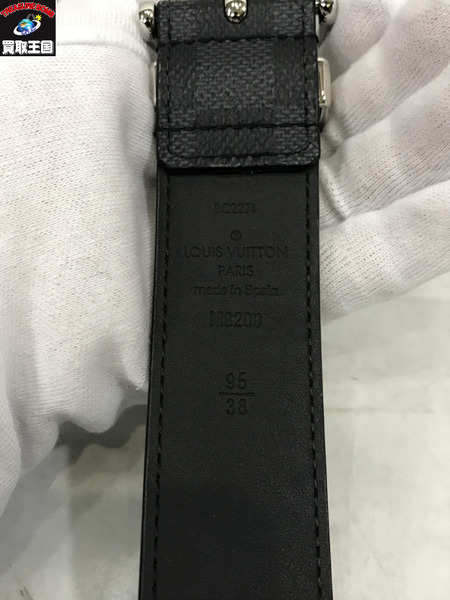 買取王国
BC2274
®
LOUIS VUITTON
PARIS
made in Spain
M8200
95
38